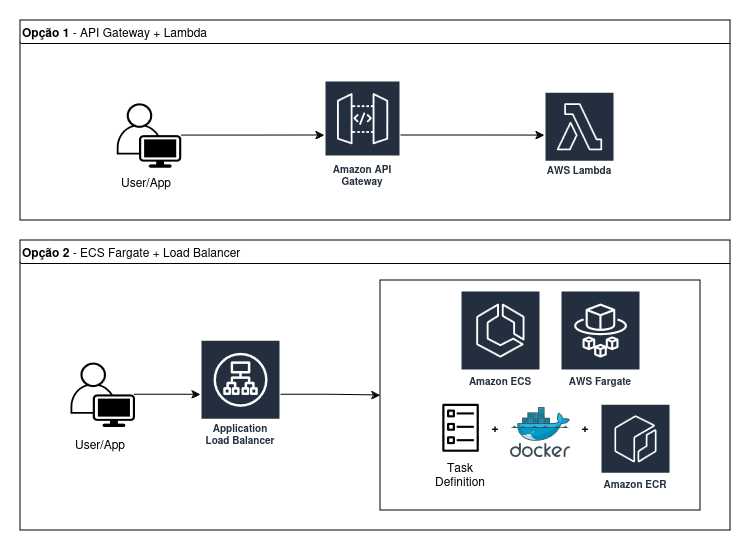 Opção 1 - API Gateway + Lambda
</>
User/App
Amazon API
Gateway
AWS Lambda
Opção 2 - ECS Fargate + Load Balancer
User/App
Application
Load Balancer
Amazon ECS
AWS Fargate
+
docker
+
Task
Definition
Amazon ECR